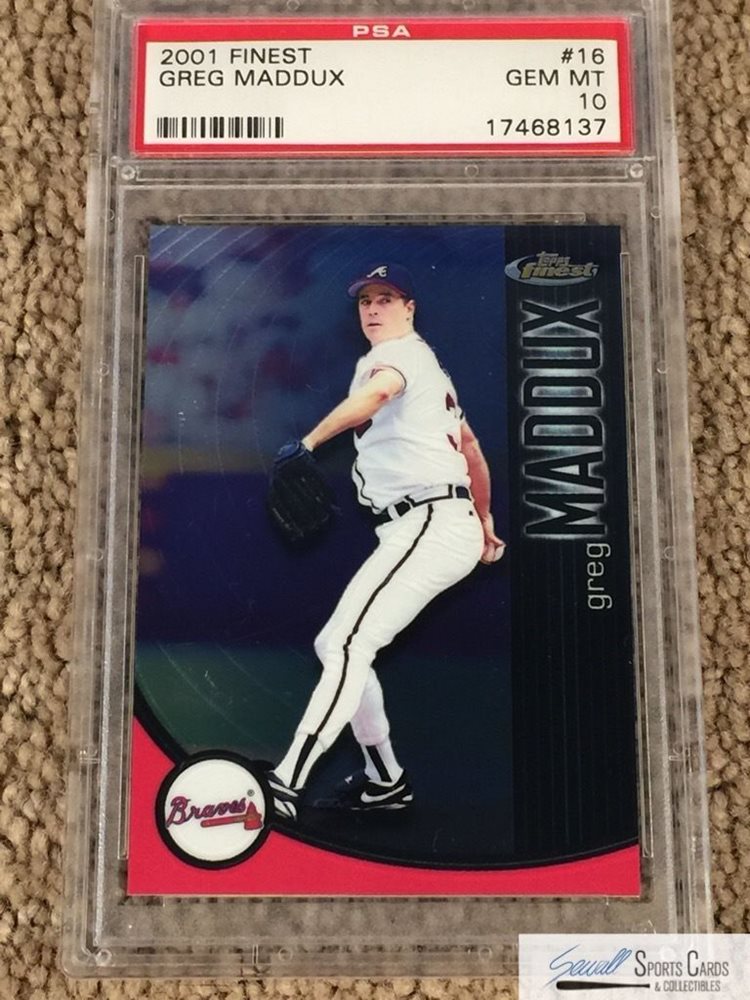 PSA
2001 FINEST #16
GREG MADDUX GEM MT
10
17468137
A
topps
finest
greg MADDUX
3
Braves®
Sewall SPORTS CARDS
& COLLECTIBLES